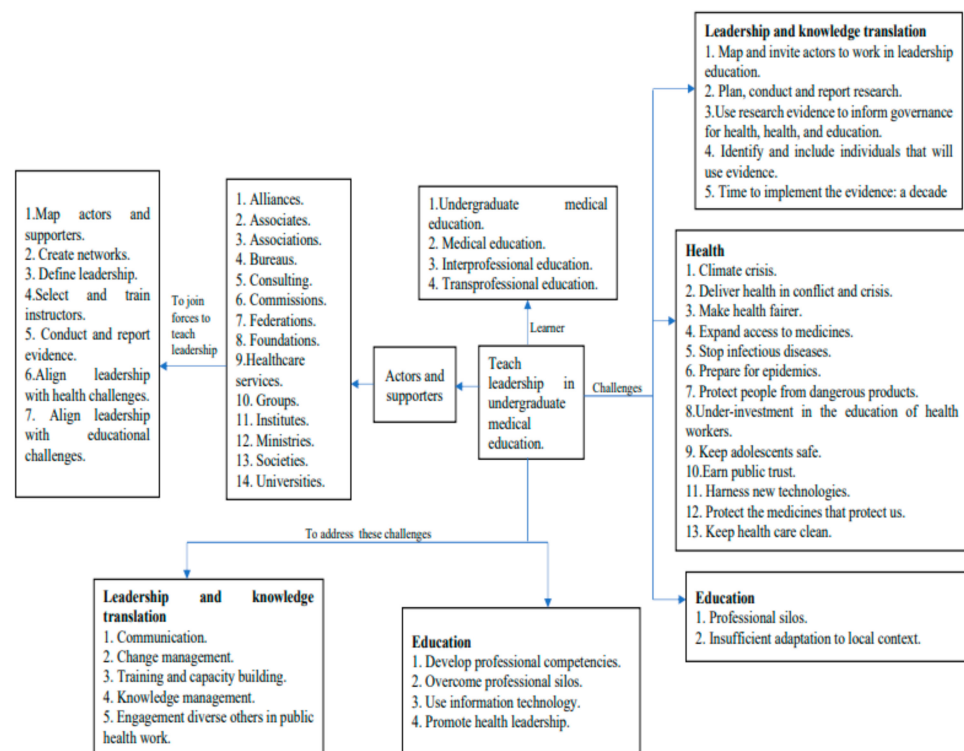 Leadership and knowledge translation
1. Map and invite actors to work in leadership
education.
2. Plan, conduct and report research.
3.Use research evidence to inform governance
for health, health, and education.
4. Identify and include individuals that will
use evidence.
5. Time to implement the evidence: a decade
1.Map actors and
supporters.
2. Create networks.
3. Define leadership.
4.Select and train
instructors.
5. Conduct and report
evidence.
6.Align leadership
with health challenges.
7. Align leadership
with educational
challenges.
To join
forces to
teach
leadership
1. Alliances.
2. Associates.
3. Associations.
4. Bureaus.
5. Consulting.
6. Commissions.
7. Federations.
8. Foundations.
9.Healthcare
services.
10. Groups.
11. Institutes.
12. Ministries.
13. Societies.
14. Universities.
Actors and
supporters
1.Undergraduate medical
education.
2. Medical education.
3. Interprofessional education.
4. Transprofessional education.
Learner
Teach
leadership in
undergraduate
medical
education.
Challenges
Health
1. Climate crisis.
2. Deliver health in conflict and crisis.
3. Make health fairer.
4. Expand access to medicines.
5. Stop infectious diseases.
6. Prepare for epidemics.
7. Protect people from dangerous products.
8.Under-investment in the education of health
workers.
9. Keep adolescents safe.
10.Earn public trust.
11. Harness new technologies.
12. Protect the medicines that protect us.
13. Keep health care clean.
To address these challenges
Leadership and knowledge
translation
1. Communication.
2. Change management.
3. Training and capacity building.
4. Knowledge management.
5. Engagement diverse others in public
health work.
Education
1. Develop professional competencies.
2. Overcome professional silos.
3. Use information technology.
4. Promote health leadership.
Education
1. Professional silos.
2. Insufficient adaptation to local context.